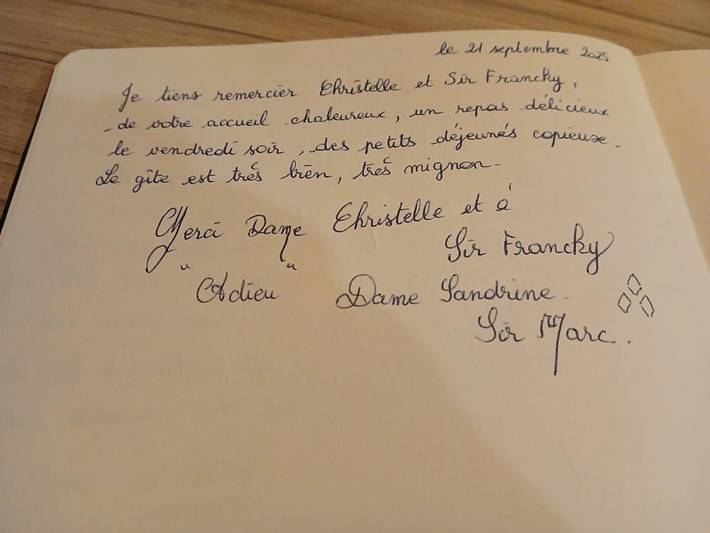 le 21 septembre 2025
Je tiens remercier Christelle et Sir Francky,
de votre accueil chaleureux, un repas délicieux
le vendredi soir, des petits déjeunés copieux.
Le gîte est très bien, très mignon.
Merci Dame Christelle et à
Sir Francky
"Adieu" Dame Sandrine.
Sir Marc.